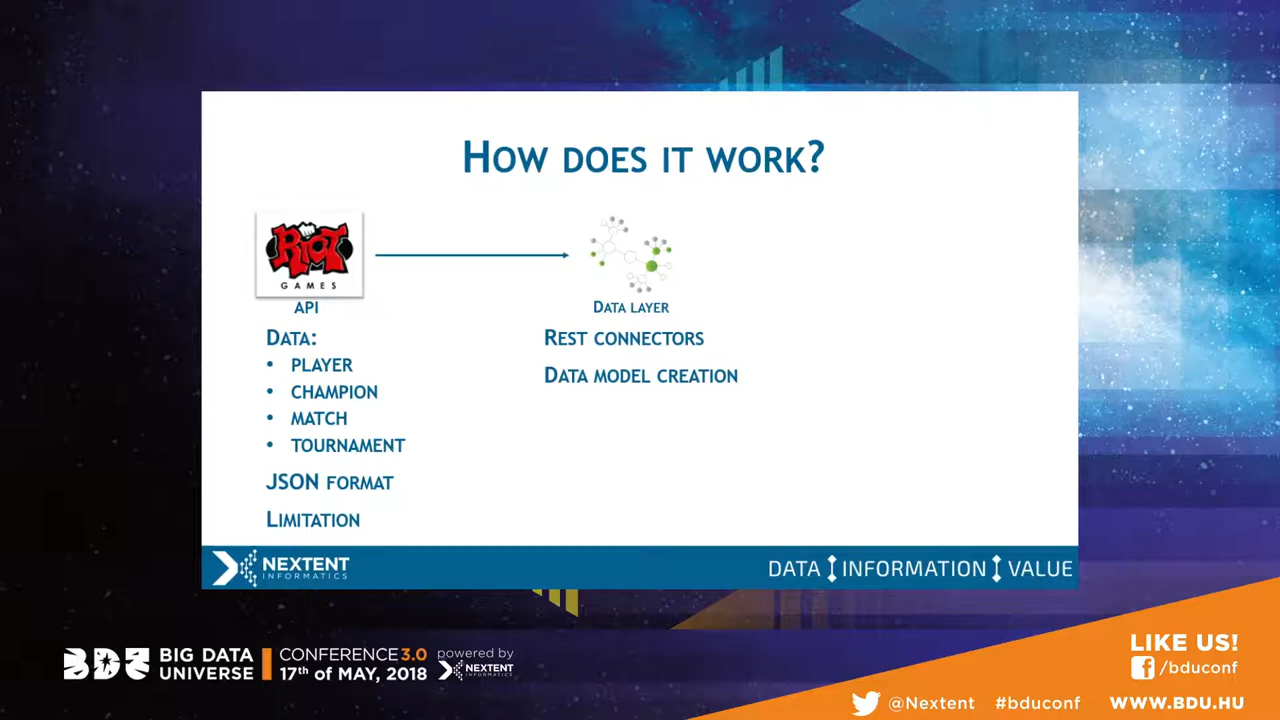 HOW DOES IT WORK?
RIOT
GAMES
API
DATA LAYER
DATA:
• PLAYER
• CHAMPION
• MATCH
• TOURNAMENT
JSON FORMAT
LIMITATION
REST CONNECTORS
DATA MODEL CREATION
NEXTENT
INFORMATICS
DATA INFORMATION VALUE
BDU BIG DATA
UNIVERSE
CONFERENCE 3.0
17th of MAY, 2018
powered by
NEXTENT
INFORMATICS
LIKE US!
f /bduconf
@Nextent #bduconf WWW.BDU.HU